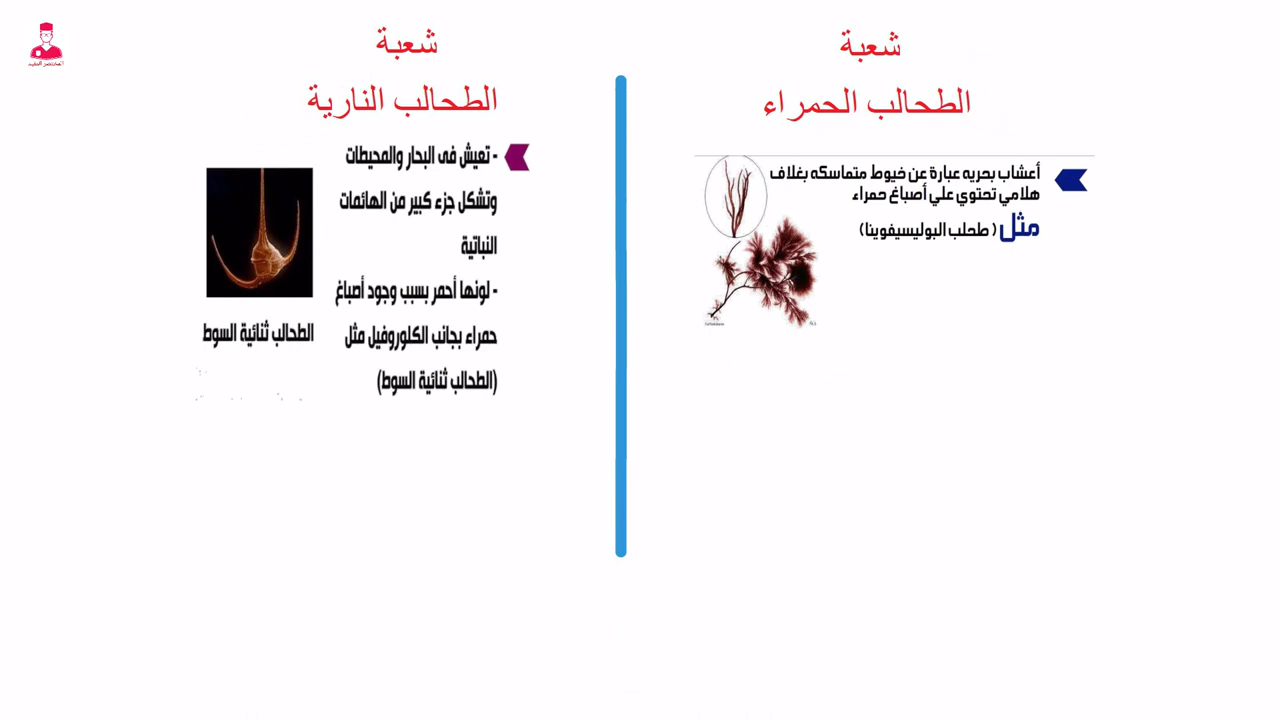 شعبة
الطحالب الحمراء
أعشاب بحريه عبارة عن خيوط متماسكه بغلاف
هلامي تحتوي علي أصباغ حمراء
مثل ( طحلب البوليسيفوينا)
شعبة
الطحالب النارية
- تعيش فى البحار والمحيطات
وتشكل جزء كبير من الهائمات
النباتية
- لونها أحمر بسبب وجود أصباغ
حمراء بجانب الكلوروفيل مثل
(الطحالب ثنائية السوط)
الطحالب ثنائية السوط